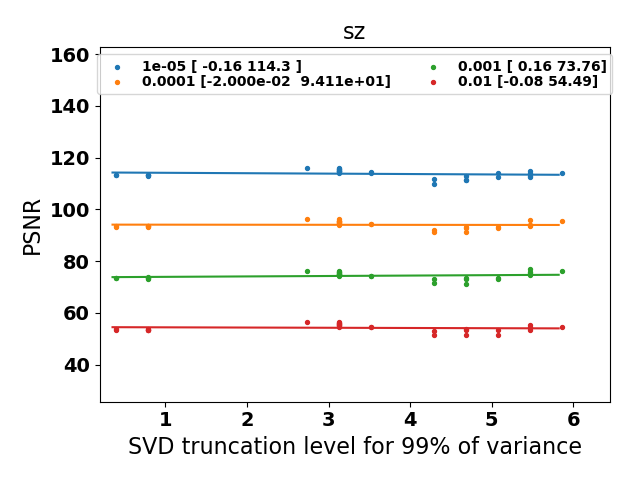 sz
1e-05 [ -0.16 114.3 ]
0.0001 [-2.000e-02  9.411e+01]
0.001 [ 0.16 73.76]
0.01 [-0.08 54.49]
PSNR
160
140
120
100
80
60
40
1 2 3 4 5 6
SVD truncation level for 99% of variance